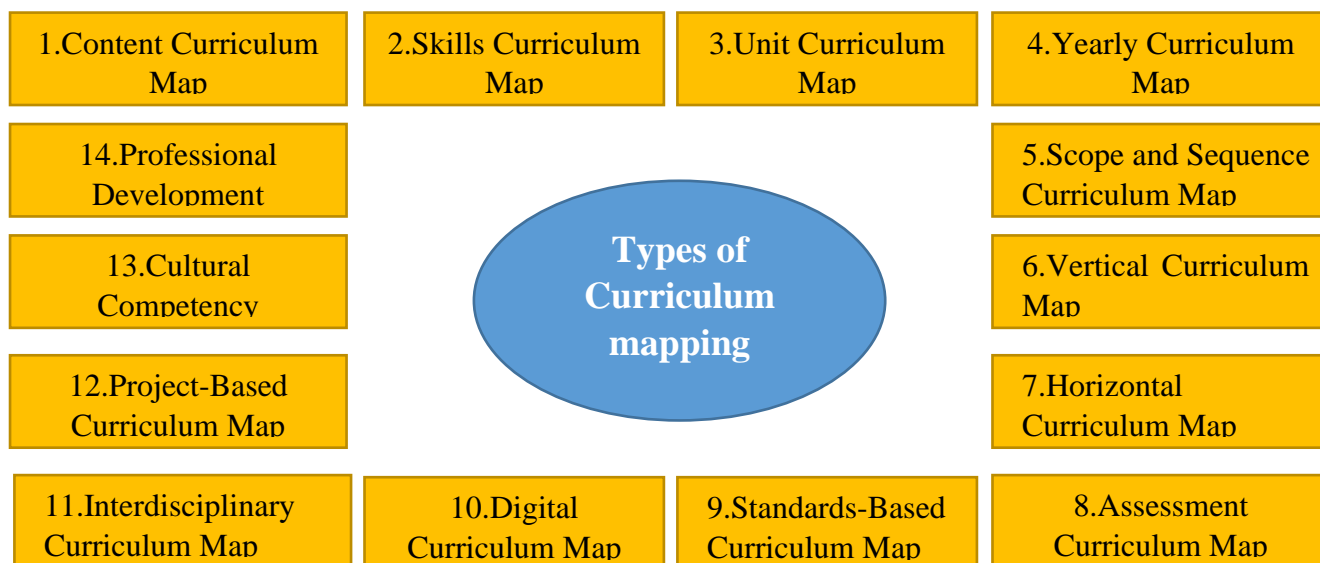 1.Content Curriculum
Map
2.Skills Curriculum
Map
3.Unit Curriculum
Map
4.Yearly Curriculum
Map
14.Professional
Development
5.Scope and Sequence
Curriculum Map
Types of
Curriculum
mapping
13.Cultural
Competency
6.Vertical Curriculum
Map
12.Project-Based
Curriculum Map
7.Horizontal
Curriculum Map
11.Interdisciplinary
Curriculum Map
10.Digital
Curriculum Map
9.Standards-Based
Curriculum Map
8.Assessment
Curriculum Map